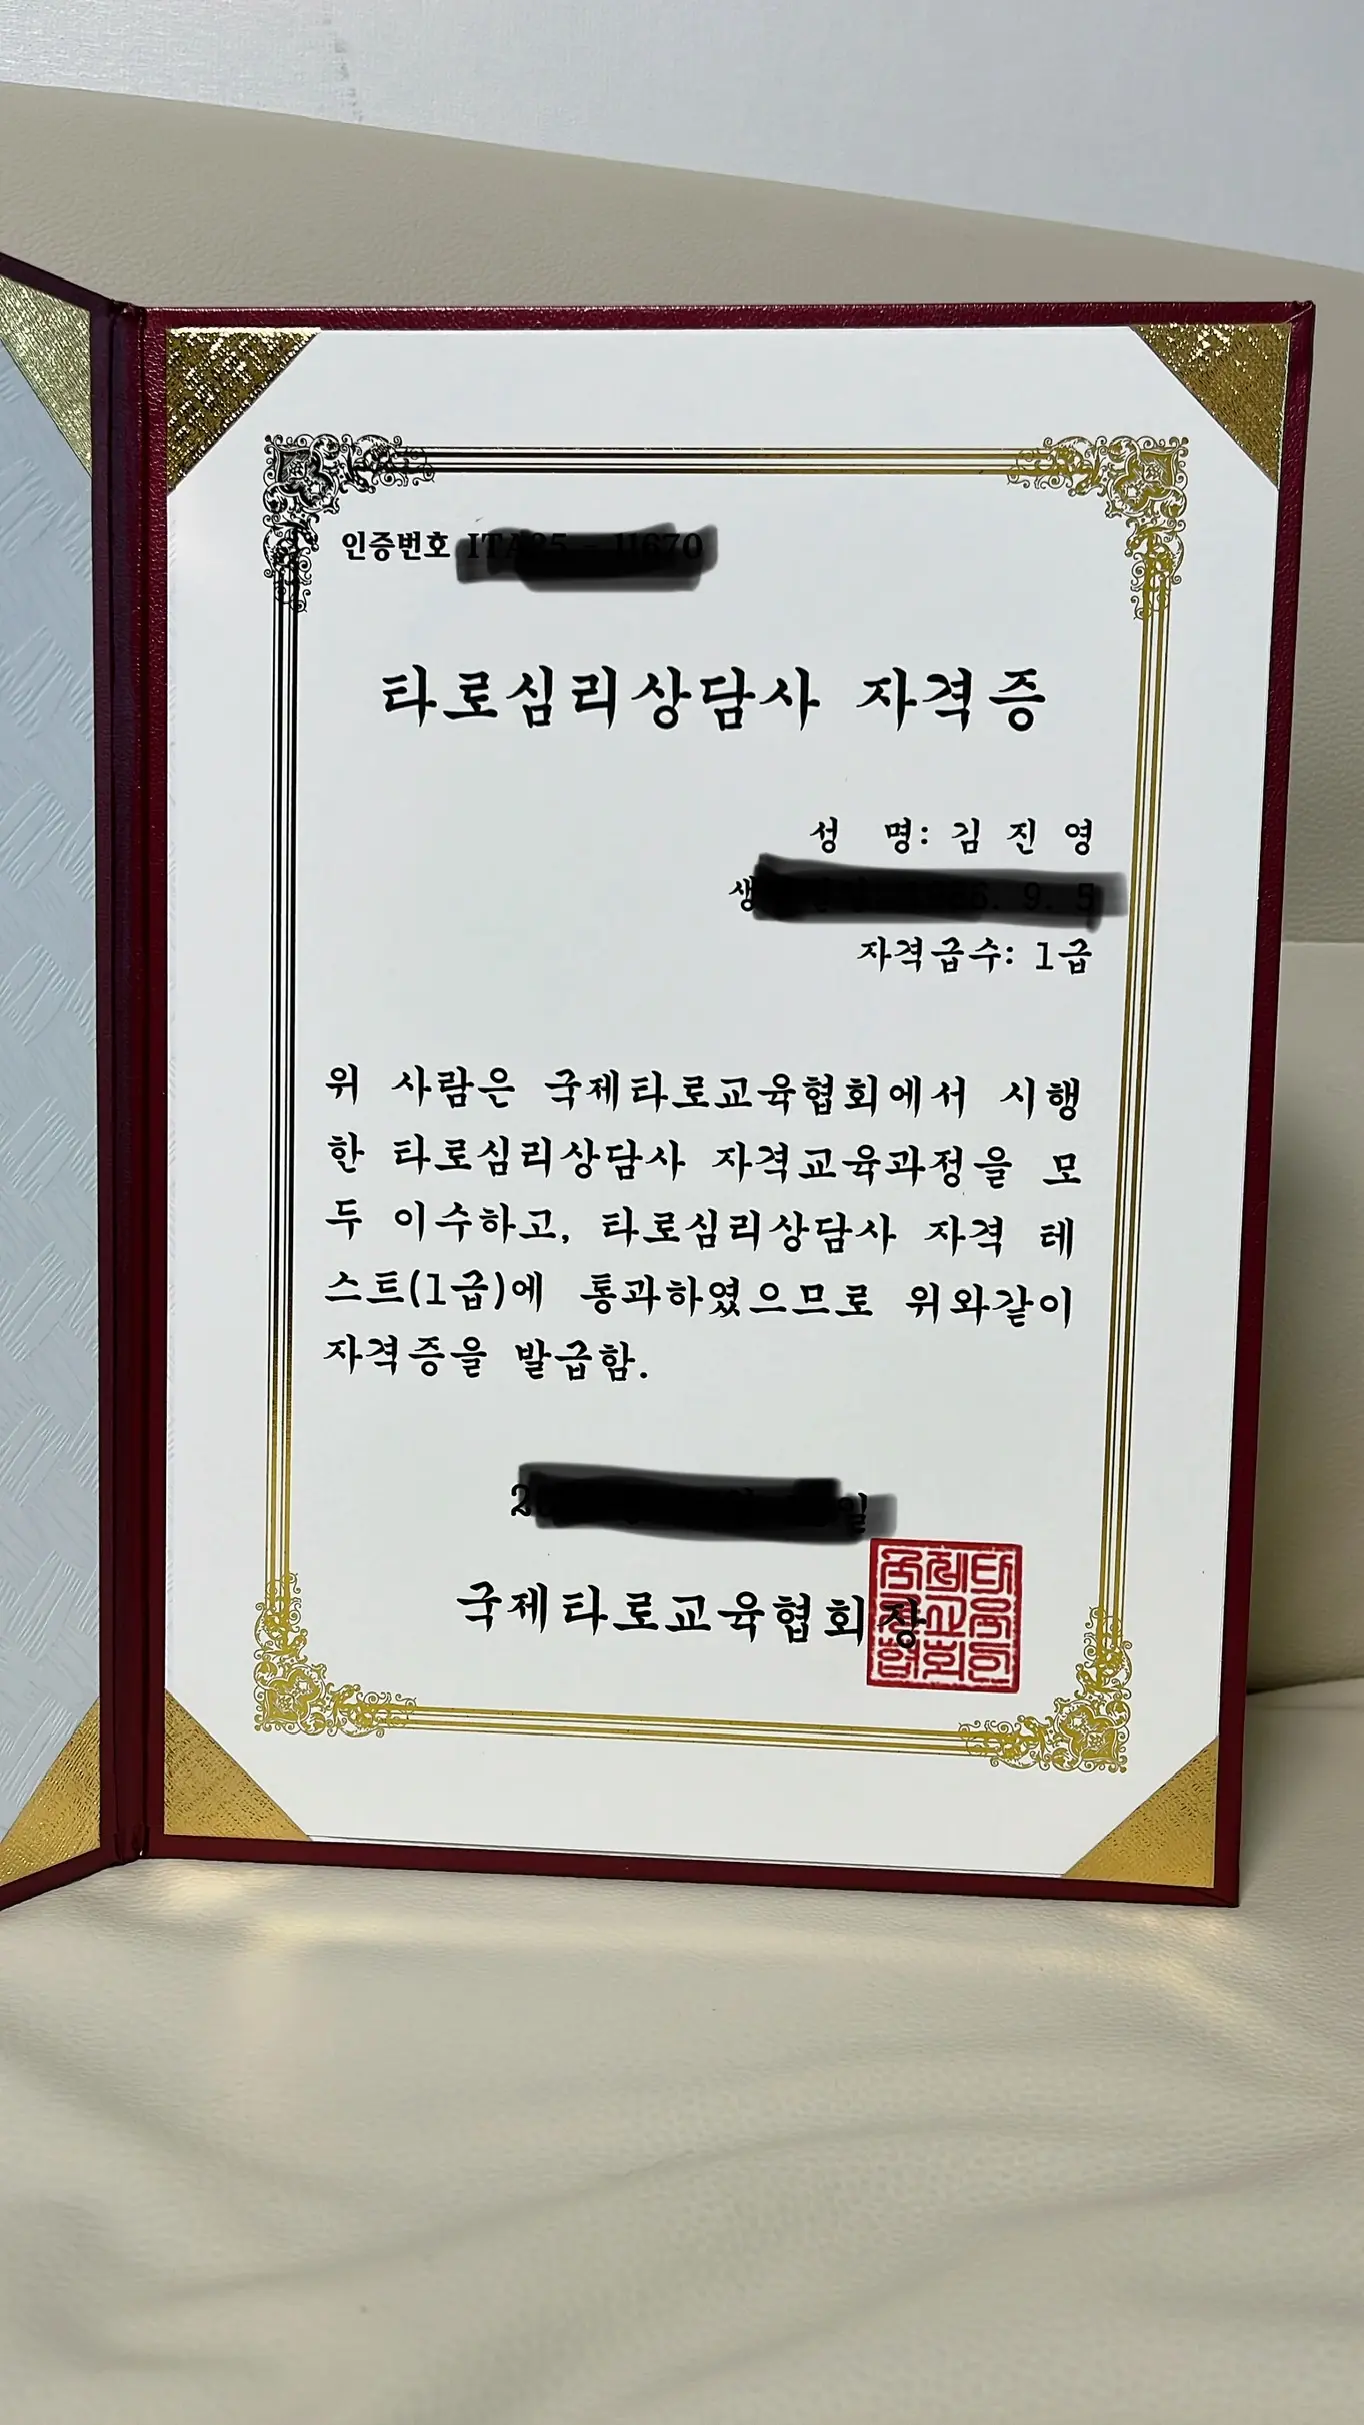 인증번호
타로심리상담사 자격증
성 명: 김 진 영
자격급수: 1급
위 사람은 국제타로교육협회에서 시행
한 타로심리상담사 자격교육과정을 모
두 이수하고, 타로심리상담사 자격 테
스트(1급)에 통과하였으므로 위와같이
자격증을 발급함.
국제타로교육협회장